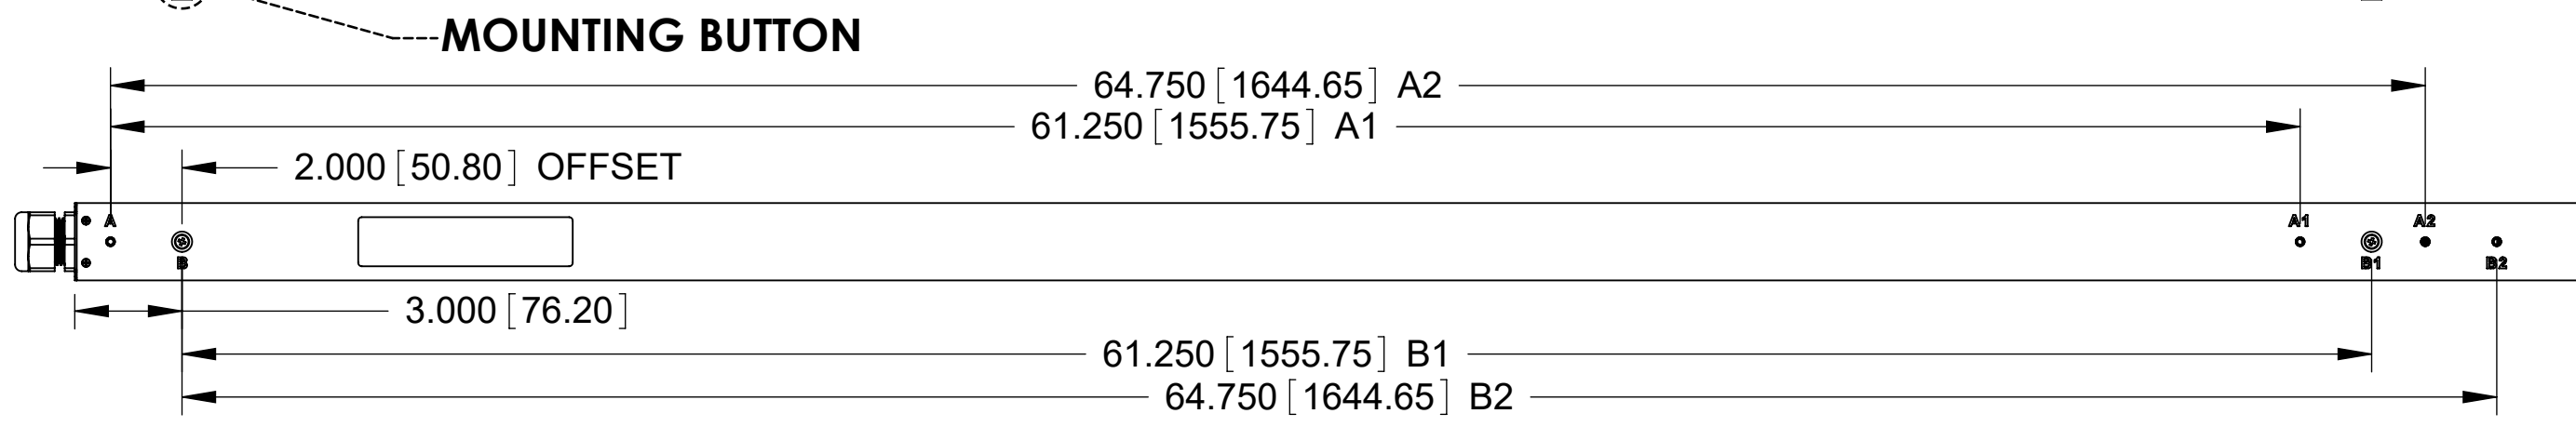 MOUNTING BUTTON
64.750 [1644.65] A2
61.250 [1555.75] A1
2.000 [50.80] OFFSET
A A1 A2
B B1 B2
3.000 [76.20]
61.250 [1555.75] B1
64.750 [1644.65] B2